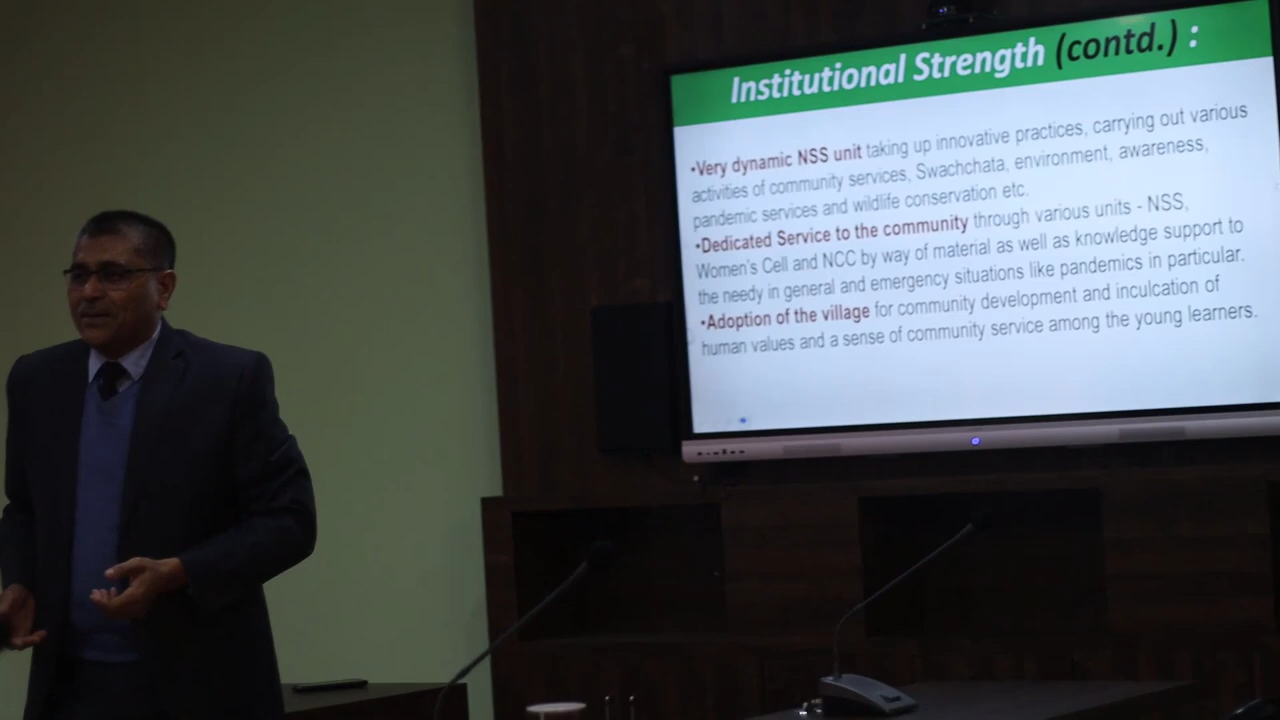 Institutional Strength (contd.) :
•Very dynamic NSS unit taking up innovative practices, carrying out various
activities of community services, Swachchata, environment, awareness,
pandemic services and wildlife conservation etc.
•Dedicated Service to the community through various units - NSS,
Women's Cell and NCC by way of material as well as knowledge support to
the needy in general and emergency situations like pandemics in particular.
•Adoption of the village for community development and inculcation of
human values and a sense of community service among the young learners.